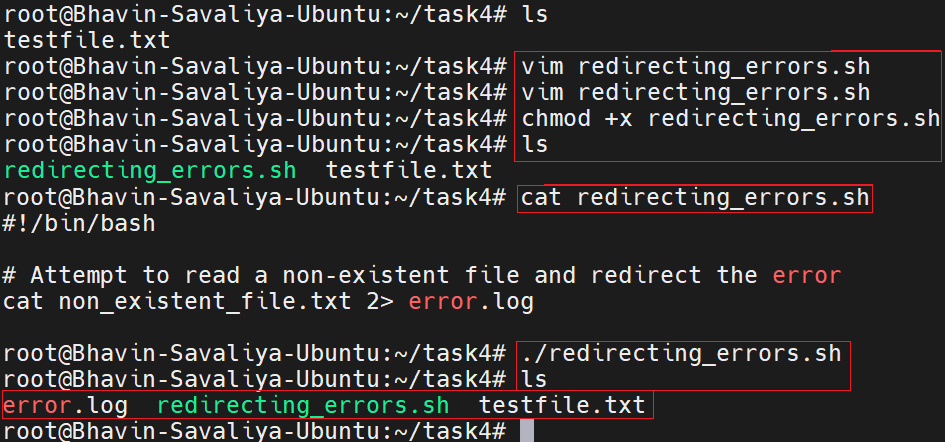 root@Bhavin-Savaliya-Ubuntu:~/task4# ls
testfile.txt
root@Bhavin-Savaliya-Ubuntu:~/task4# vim redirecting_errors.sh
root@Bhavin-Savaliya-Ubuntu:~/task4# vim redirecting_errors.sh
root@Bhavin-Savaliya-Ubuntu:~/task4# chmod +x redirecting_errors.sh
root@Bhavin-Savaliya-Ubuntu:~/task4# ls
redirecting_errors.sh  testfile.txt
root@Bhavin-Savaliya-Ubuntu:~/task4# cat redirecting_errors.sh
#!/bin/bash
# Attempt to read a non-existent file and redirect the error
cat non_existent_file.txt 2> error.log
root@Bhavin-Savaliya-Ubuntu:~/task4# ./redirecting_errors.sh
root@Bhavin-Savaliya-Ubuntu:~/task4# ls
error.log  redirecting_errors.sh  testfile.txt
root@Bhavin-Savaliya-Ubuntu:~/task4#